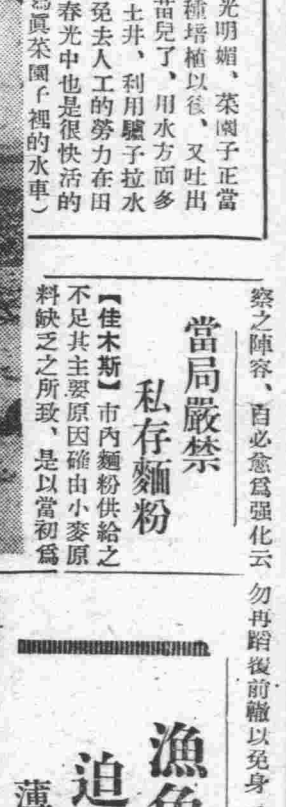 光明媚、菜園子正當
種培植以後、又吐出
苗兒了、用水方面多
土井、利用驢子拉水
免去人工的勞力在田
春光中也是很快活的
爲眞菜園子裡的水車）
察之陣容、自必愈爲强化云
勿再蹈復前轍以免身
當局嚴禁
私存麵粉
【佳木斯】市內麵粉供給之
不足其主要原因確由小麥原
料缺乏之所致、是以當初爲
漁
迫
薄